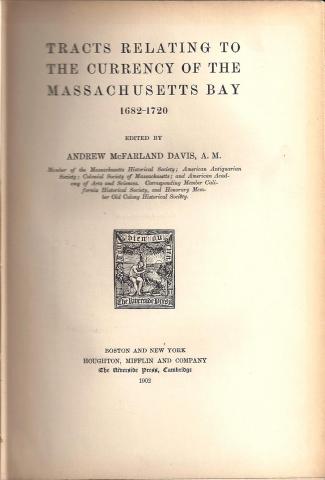 TRACTS RELATING TO
THE CURRENCY OF THE
MASSACHUSETTS BAY
1682-1720
EDITED BY
ANDREW McFARLAND DAVIS, A. M.
Member of the Massachusetts Historical Society; American Antiquarian
Society; Colonial Society of Massachusetts; and American Acad-
emy of Arts and Sciences. Corresponding Member Cali-
fornia Historical Society, and Honorary Mem-
ber Old Colony Historical Society.
The Riverside Press
BOSTON AND NEW YORK
HOUGHTON, MIFFLIN AND COMPANY
The Riverside Press, Cambridge
1902